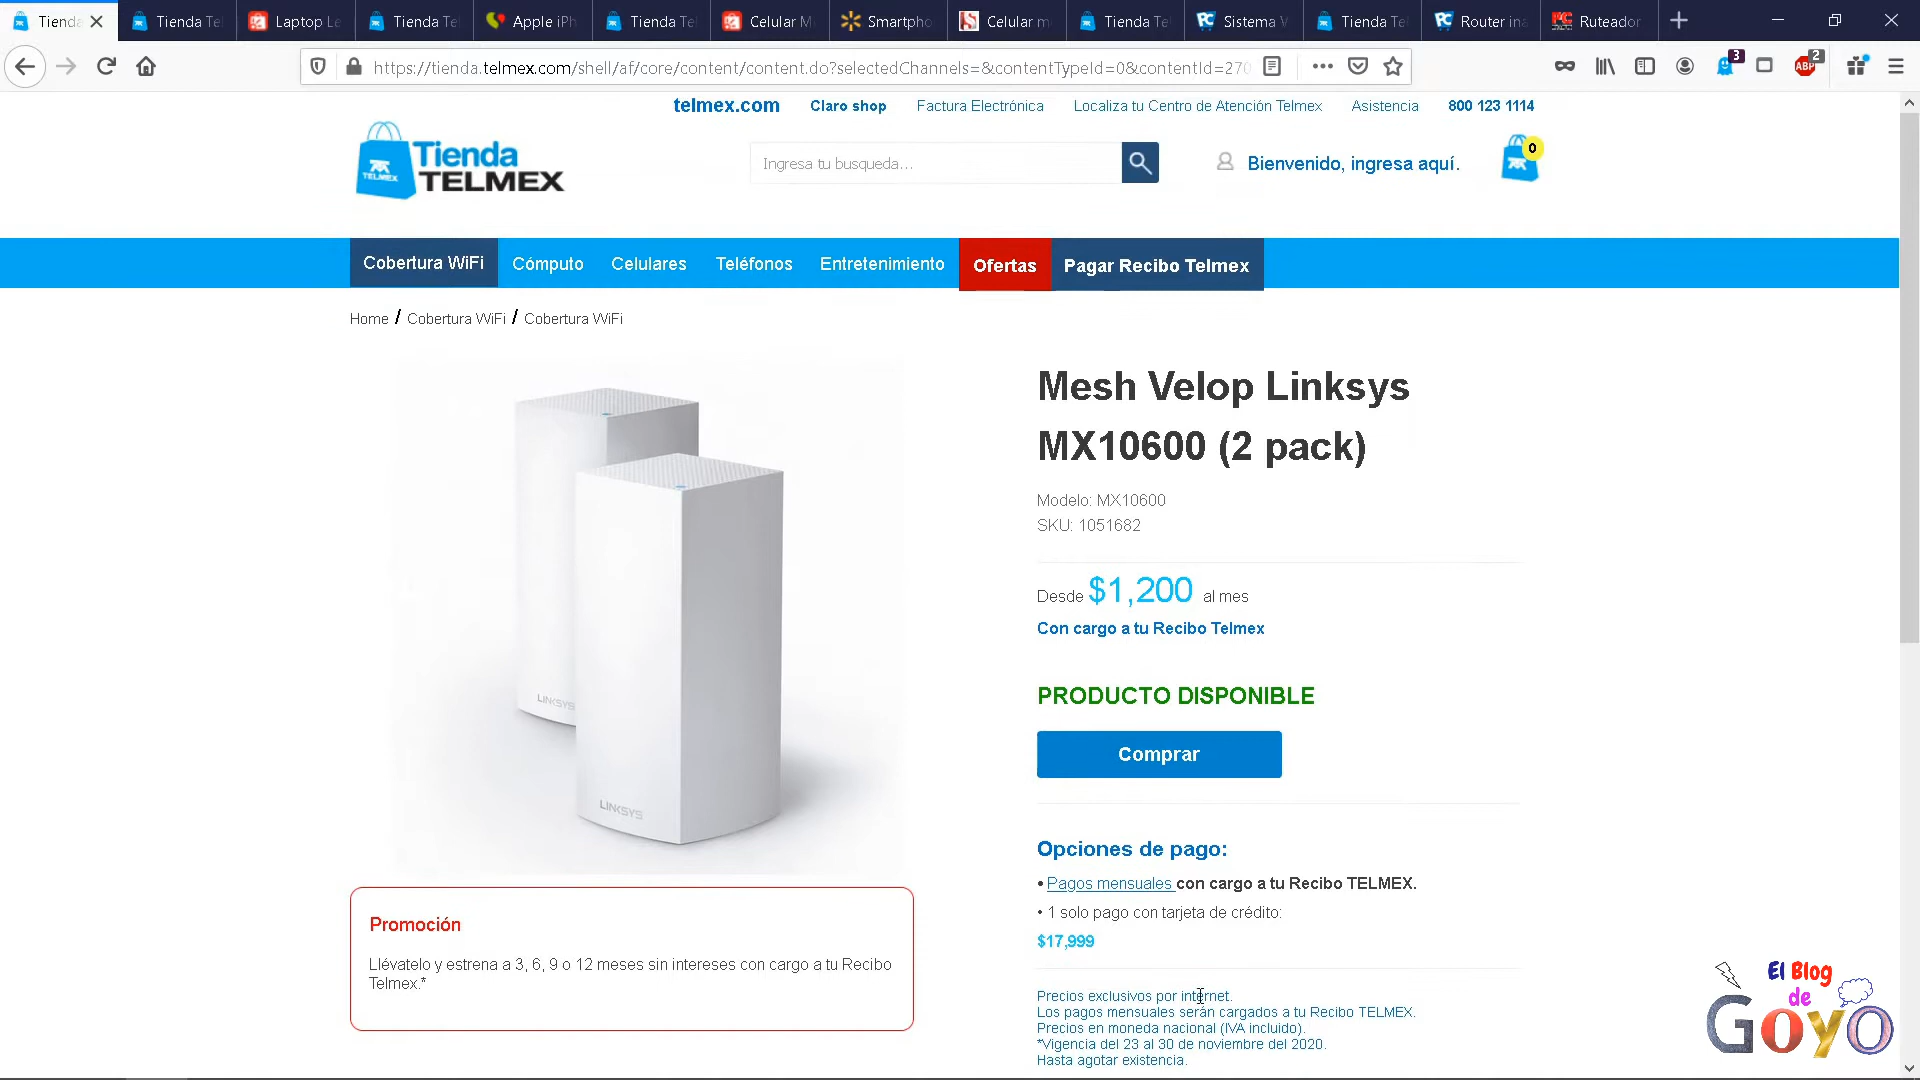 Tienda
Tienda Te
Laptop Le
Tienda Te
Apple iPh
Tienda Te
Celular M
Smartpho
Celular m
Tienda Te
Sistema V
Tienda Te
Router in
Ruteador
https://tienda.telmex.com/shell/af/core/content/content.do?selectedChannels=&contentTypeId=0&contentId=270
3
ABP
2
telmex.com
Claro shop
Factura Electrónica
Localiza tu Centro de Atención Telmex
Asistencia
800 123 1114
TELMEX
Tienda
TELMEX
Ingresa tu busqueda...
Bienvenido, ingresa aquí.
0
Cobertura WiFi
Cómputo
Celulares
Teléfonos
Entretenimiento
Ofertas
Pagar Recibo Telmex
Home / Cobertura WiFi / Cobertura WiFi
LINKSYS
LINKSYS
Mesh Velop Linksys
MX10600 (2 pack)
Modelo: MX10600
SKU: 1051682
Desde $1,200 al mes
Con cargo a tu Recibo Telmex
PRODUCTO DISPONIBLE
Comprar
Opciones de pago:
• Pagos mensuales con cargo a tu Recibo TELMEX.
• 1 solo pago con tarjeta de crédito:
$17,999
Promoción
Llévatelo y estrena a 3, 6, 9 o 12 meses sin intereses con cargo a tu Recibo
Telmex.*
Precios exclusivos por internet.
Los pagos mensuales serán cargados a tu Recibo TELMEX.
Precios en moneda nacional (IVA incluido).
*Vigencia del 23 al 30 de noviembre del 2020.
Hasta agotar existencia.
El Blog
de
GOYO